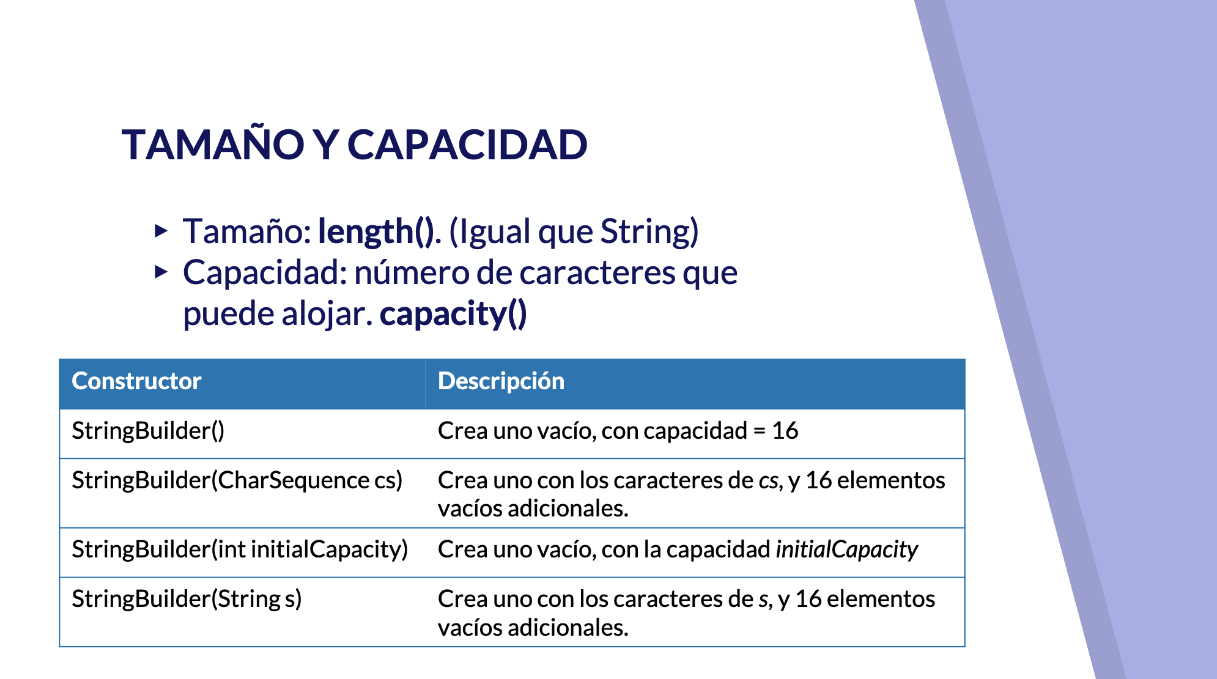 TAMAÑO Y CAPACIDAD
▸ Tamaño: length(). (Igual que String)
▸ Capacidad: número de caracteres que
puede alojar. capacity()
Constructor Descripción
StringBuilder() Crea uno vacío, con capacidad = 16
StringBuilder(CharSequence cs) Crea uno con los caracteres de cs, y 16 elementos
vacíos adicionales.
StringBuilder(int initialCapacity) Crea uno vacío, con la capacidad initialCapacity
StringBuilder(String s) Crea uno con los caracteres de s, y 16 elementos
vacíos adicionales.